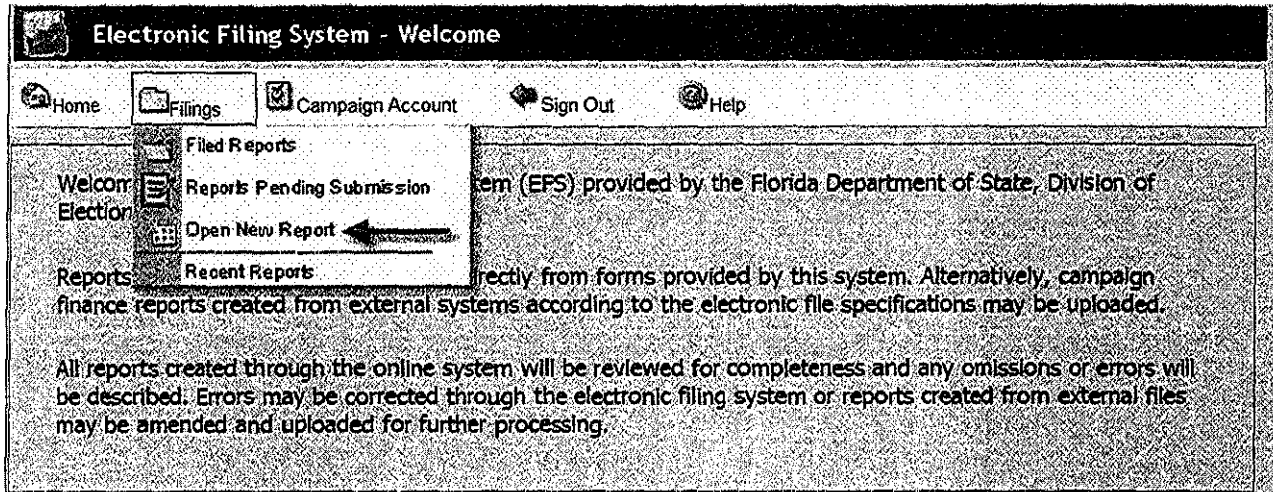 Electronic Filing System - Welcome
Home Filings Campaign Account Sign Out Help
Filed Reports
Reports Pending Submission
Open New Report
Recent Reports
Welcom em (EFS) provided by the Florida Department of State, Division of
Election
Reports rectly from forms provided by this system. Alternatively, campaign
finance reports created from external systems according to the electronic file specifications may be uploaded.
All reports created through the online system will be reviewed for completeness and any omissions or errors will
be described. Errors may be corrected through the electronic filing system or reports created from external files
may be amended and uploaded for further processing.